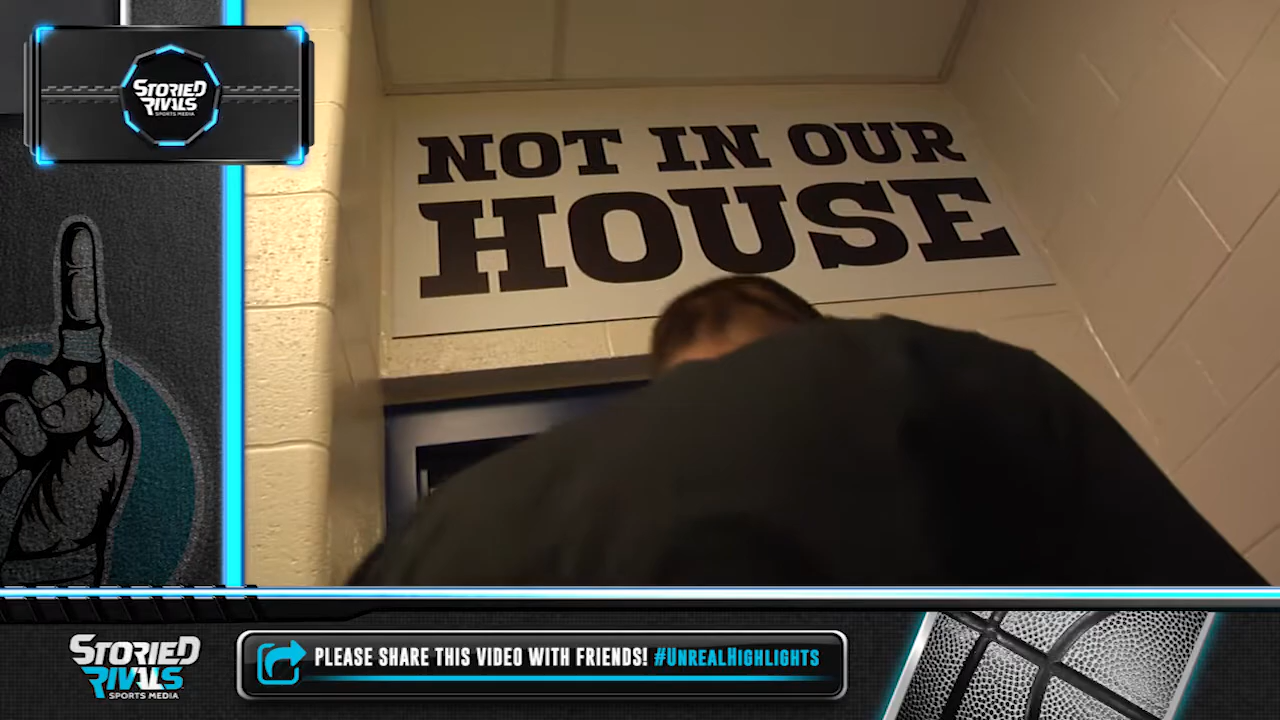 STORIED
RIVALS
SPORTS MEDIA
NOT IN OUR
HOUSE
STORIED
RIVALS
SPORTS MEDIA
PLEASE SHARE THIS VIDEO WITH FRIENDS! #UNREALHIGHLIGHTS